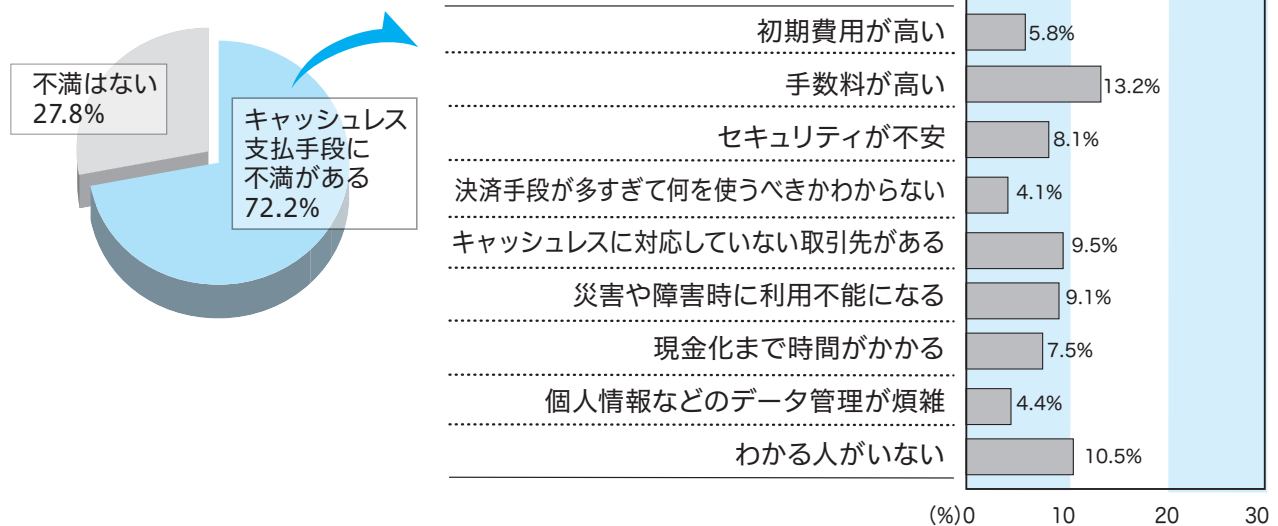 不満はない
27.8%
キャッシュレス
支払手段に
不満がある
72.2%
初期費用が高い 5.8%
手数料が高い 13.2%
セキュリティが不安 8.1%
決済手段が多すぎて何を使うべきかわからない 4.1%
キャッシュレスに対応していない取引先がある 9.5%
災害や障害時に利用不能になる 9.1%
現金化まで時間がかかる 7.5%
個人情報などのデータ管理が煩雑 4.4%
わかる人がいない 10.5%
(%)0 10 20 30